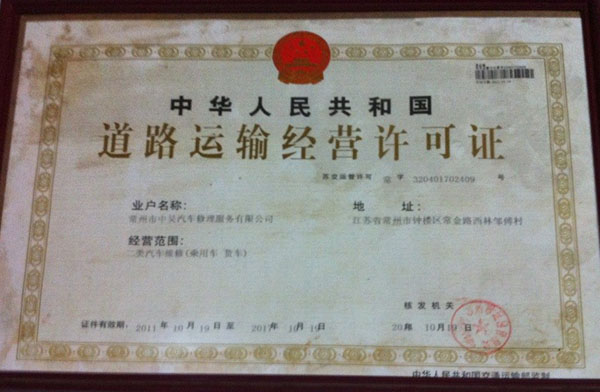 中华人民共和国
道路运输经营许可证
苏交运管许可 常 字 320401702409 号
业户名称:
常州市中吴汽车修理服务有限公司
地 址:
江苏省常州市钟楼区常金路西林邹傅村
经营范围:
二类汽车维修(乘用车 货车)
核发机关
证件有效期: 2011 年 10 月 19 日 至 2017 年 10 月 19 日
10 月 19 日
中华人民共和国交通运输部监制